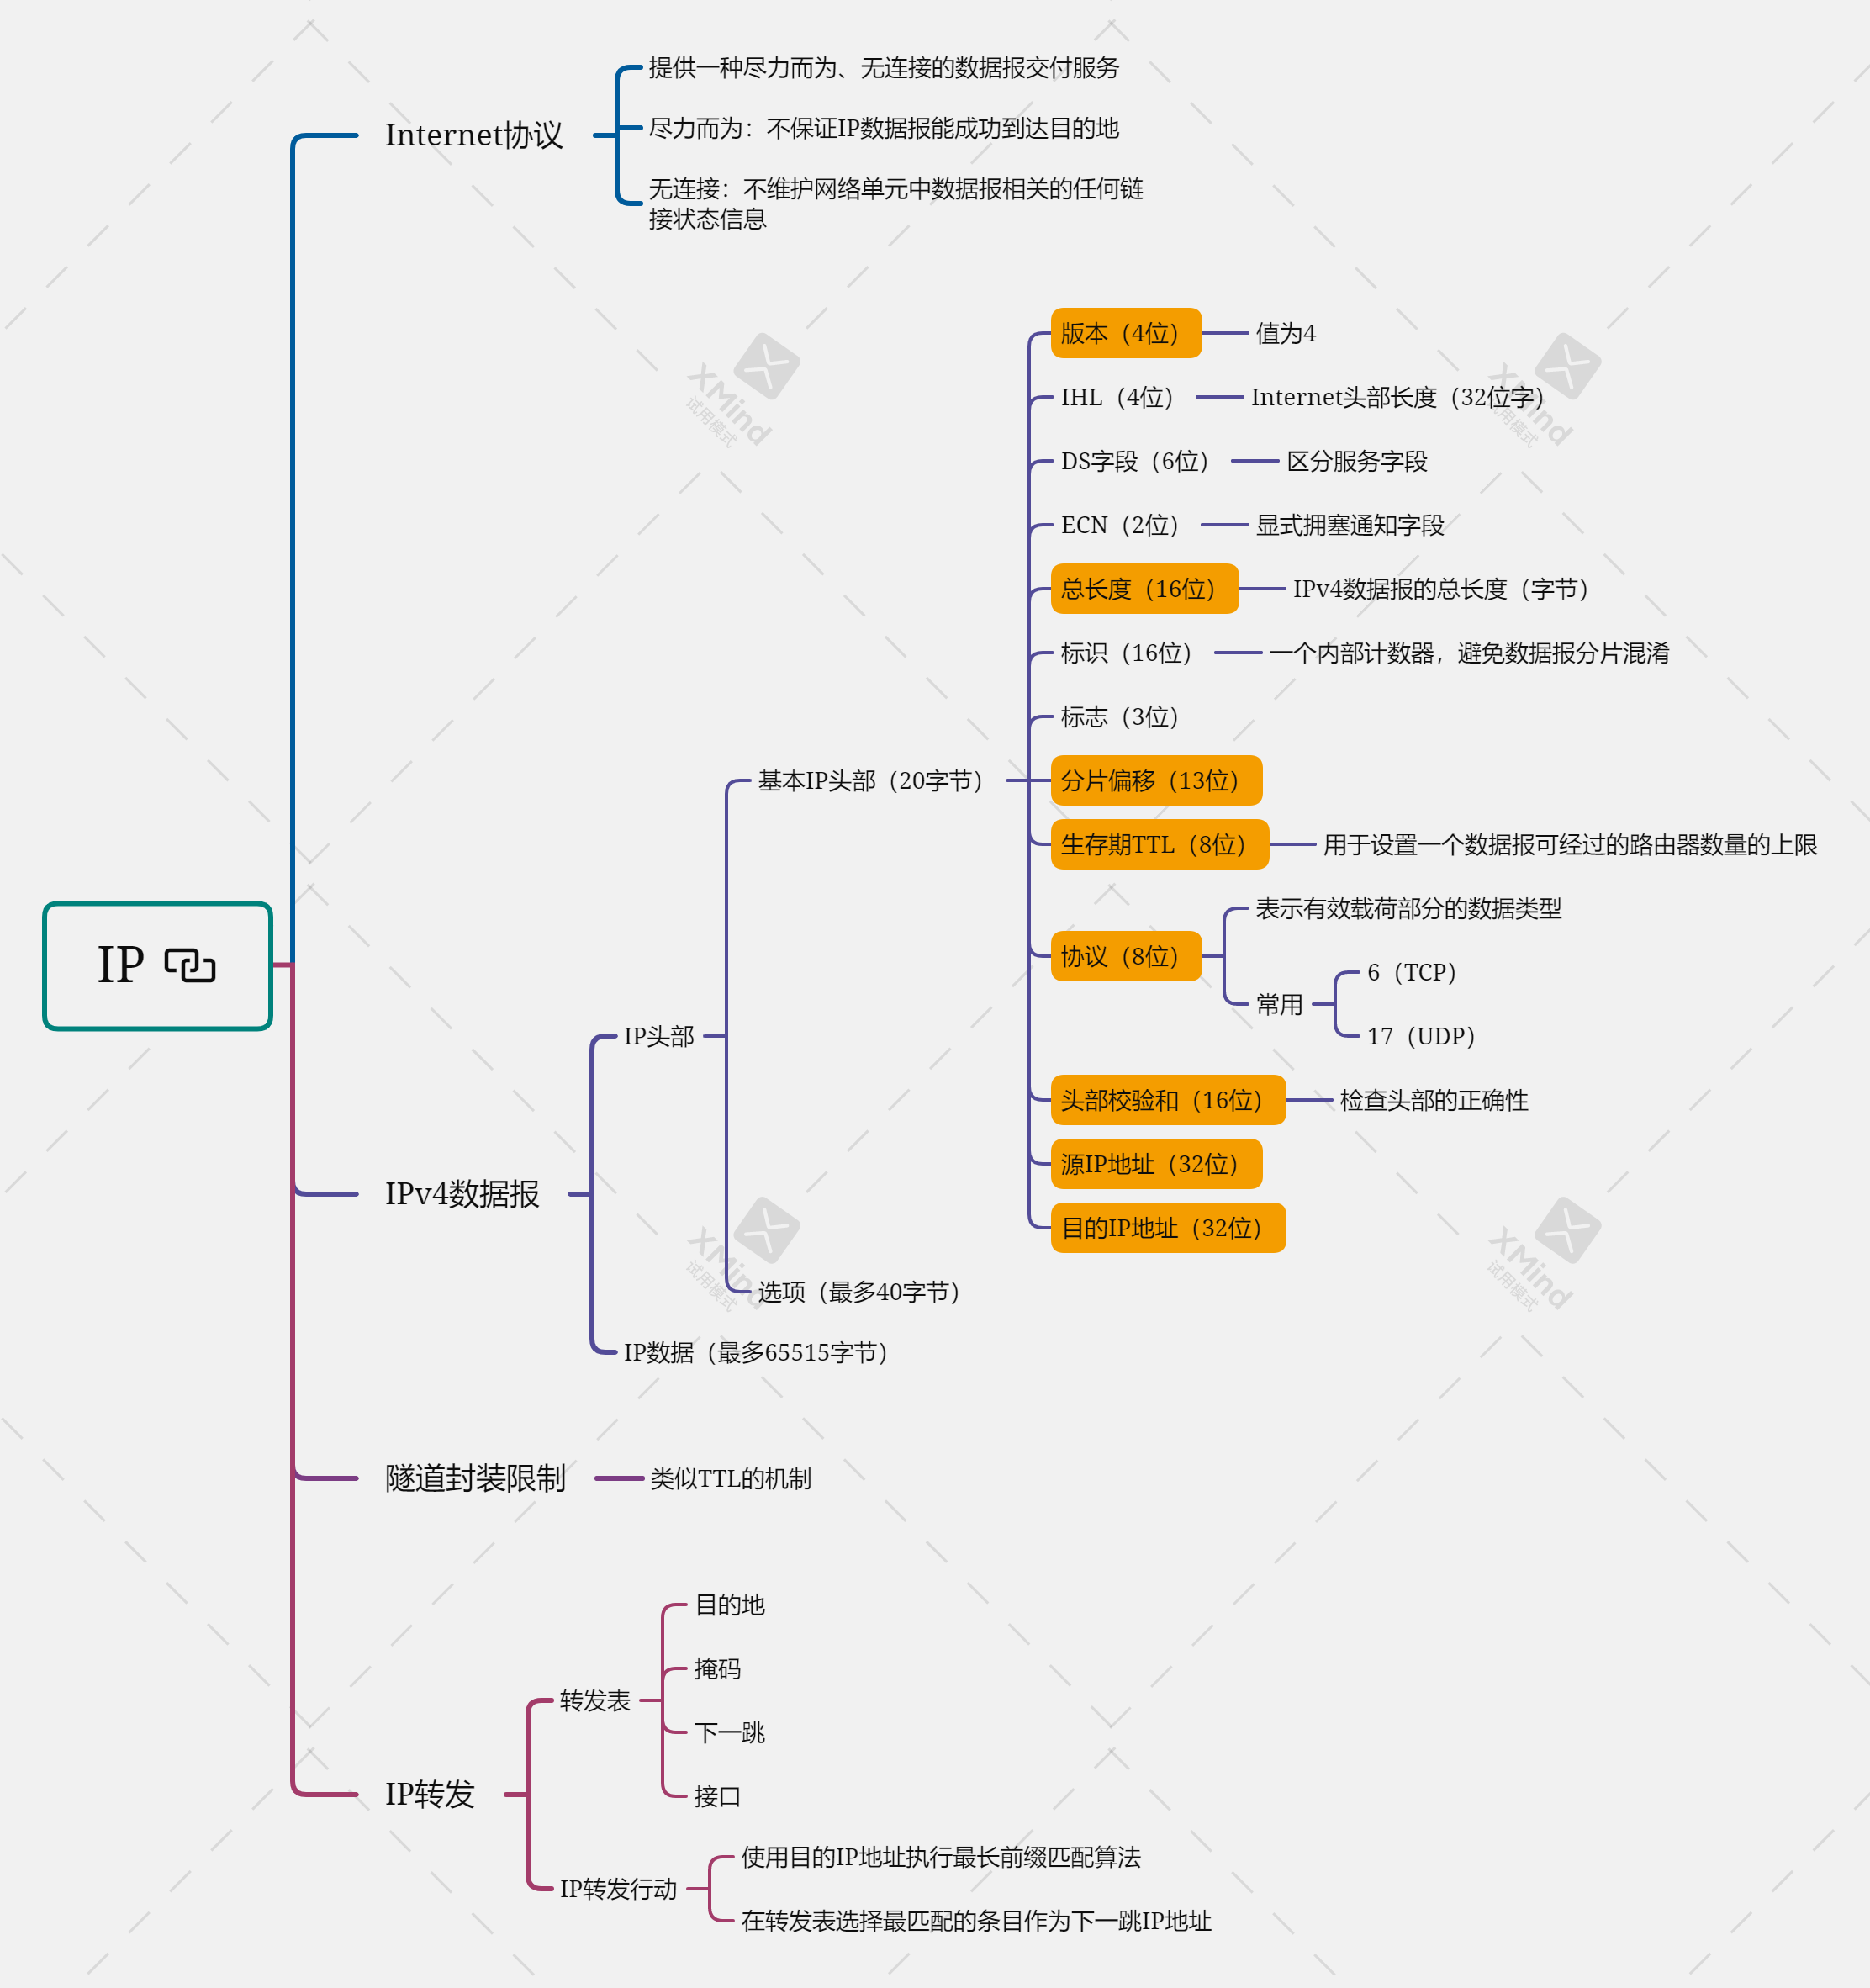 IP
Internet协议
提供一种尽力而为、无连接的数据报交付服务
尽力而为：不保证IP数据报能成功到达目的地
无连接：不维护网络单元中数据报相关的任何链
接状态信息
IPv4数据报
IP头部
基本IP头部（20字节）
版本（4位）
值为4
IHL（4位）
Internet头部长度（32位字）
DS字段（6位）
区分服务字段
ECN（2位）
显式拥塞通知字段
总长度（16位）
IPv4数据报的总长度（字节）
标识（16位）
一个内部计数器，避免数据报分片混淆
标志（3位）
分片偏移（13位）
生存期TTL（8位）
用于设置一个数据报可经过的路由器数量的上限
协议（8位）
表示有效载荷部分的数据类型
常用
6（TCP）
17（UDP）
头部校验和（16位）
检查头部的正确性
源IP地址（32位）
目的IP地址（32位）
选项（最多40字节）
IP数据（最多65515字节）
隧道封装限制
类似TTL的机制
IP转发
转发表
目的地
掩码
下一跳
接口
IP转发行动
使用目的IP地址执行最长前缀匹配算法
在转发表选择最匹配的条目作为下一跳IP地址
XMind
试用模式
XMind
试用模式
XMind
试用模式
XMind
试用模式